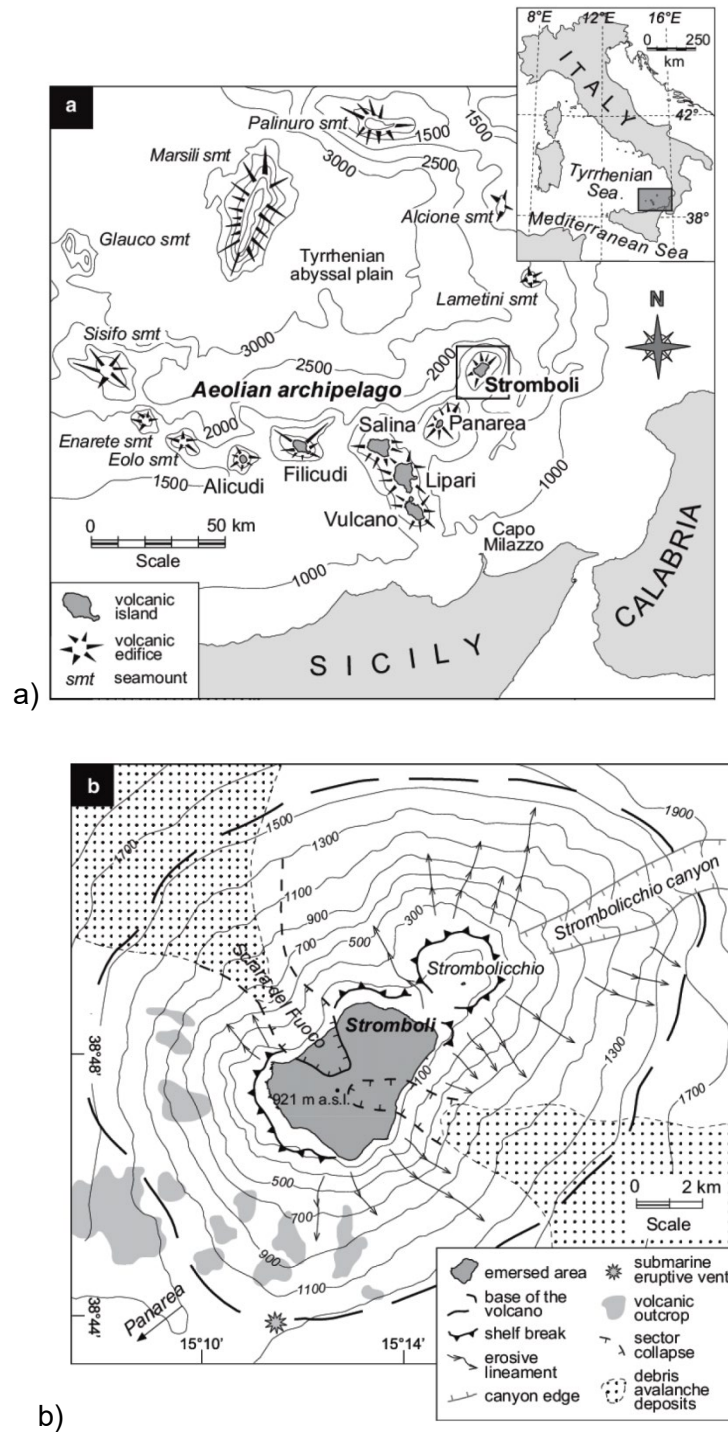 8°E 12°E 16°E
0 250
km
ITALY
42°
Tyrrhenian
Sea
38°
Mediterranean Sea
a
Palinuro smt
1500
1500
3000
2500
Marsili smt
Alcione smt
Glauco smt
Tyrrhenian
abyssal plain
Lametini smt
N
Sisifo smt
3000
2500
2000
Aeolian archipelago
Stromboli
Enarete smt
2000
Salina
Panarea
Eolo smt
Filicudi
1000
1500
Alicudi
Lipari
Vulcano
0 50 km
Scale
Capo
Milazzo
1000
CALABRIA
volcanic
island
volcanic
edifice
smt seamount
SICILY
a)
b
1700
1500
1300
1100
900
700
500
300
1900
Strombolicchio canyon
Sciara del Fuoco
Strombolicchio
Stromboli
38°48'
100
1300
1700
921 m a.s.l.
500
700
900
1100
0 2 km
Scale
38°44'
Panarea
15°10' 15°14'
emersed area
base of the
volcano
shelf break
erosive
lineament
canyon edge
submarine
eruptive vent
volcanic
outcrop
sector
collapse
debris
avalanche
deposits
b)